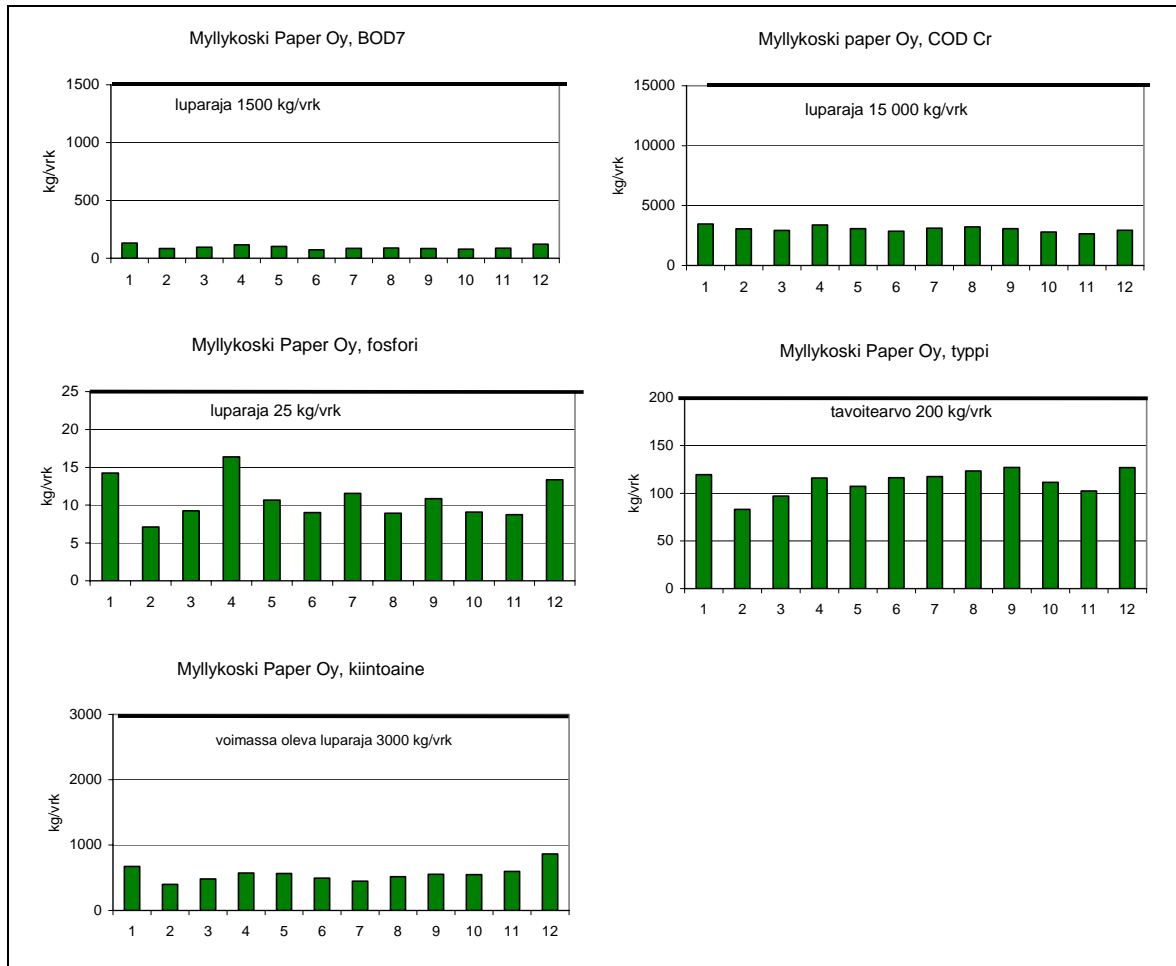 Myllykoski Paper Oy, BOD7
1500
luparaja 1500 kg/vrk
1000
500
0
kg/vrk
1 2 3 4 5 6 7 8 9 10 11 12
Myllykoski paper Oy, COD Cr
15000
luparaja 15 000 kg/vrk
10000
5000
0
kg/vrk
1 2 3 4 5 6 7 8 9 10 11 12
Myllykoski Paper Oy, fosfori
25
luparaja 25 kg/vrk
20
15
10
5
0
kg/vrk
1 2 3 4 5 6 7 8 9 10 11 12
Myllykoski Paper Oy, typpi
200
tavoitearvo 200 kg/vrk
150
100
50
0
kg/vrk
1 2 3 4 5 6 7 8 9 10 11 12
Myllykoski Paper Oy, kiintoaine
3000
voimassa oleva luparaja 3000 kg/vrk
2000
1000
0
kg/vrk
1 2 3 4 5 6 7 8 9 10 11 12